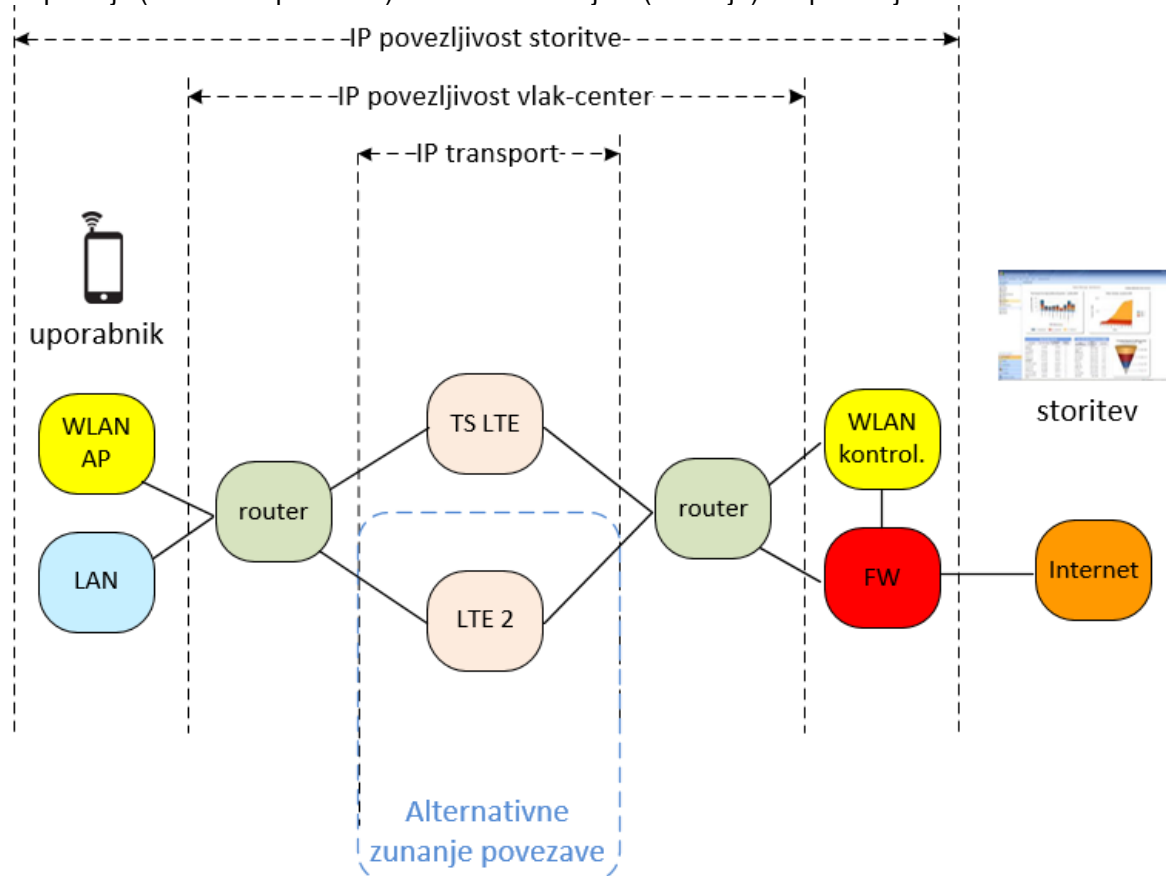 IP povezljivost storitve
IP povezljivost vlak-center
IP transport
uporabnik
storitev
WLAN
AP
LAN
router
TS LTE
LTE 2
router
WLAN
kontrol.
FW
Internet
Alternativne
zunanje povezave